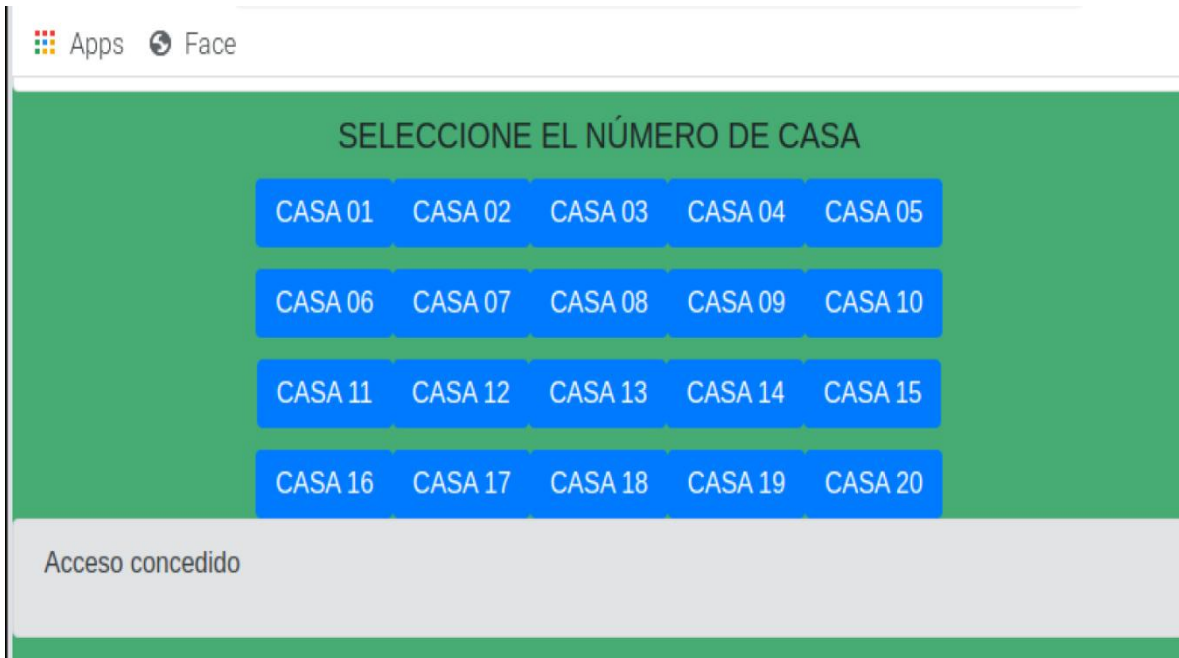 Apps Face
SELECCIONE EL NÚMERO DE CASA
CASA 01 CASA 02 CASA 03 CASA 04 CASA 05
CASA 06 CASA 07 CASA 08 CASA 09 CASA 10
CASA 11 CASA 12 CASA 13 CASA 14 CASA 15
CASA 16 CASA 17 CASA 18 CASA 19 CASA 20
Acceso concedido